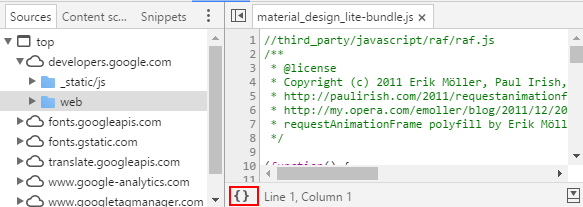 Sources
Content sc...
Snippets
top
developers.google.com
_static/js
web
fonts.googleapis.com
fonts.gstatic.com
translate.googleapis.com
www.google-analytics.com
www.googletagmanager.com
material_design_lite-bundle.js ×
1 //third_party/javascript/raf/raf.js
2 /**
3 * @license
4 * Copyright (c) 2011 Erik Möller, Paul Irish,
5 * http://paulirish.com/2011/requestanimationf
6 * http://my.opera.com/emoller/blog/2011/12/20
7 * requestAnimationFrame polyfill by Erik Möll
8 */
9
10 (function() {
{} Line 1, Column 1